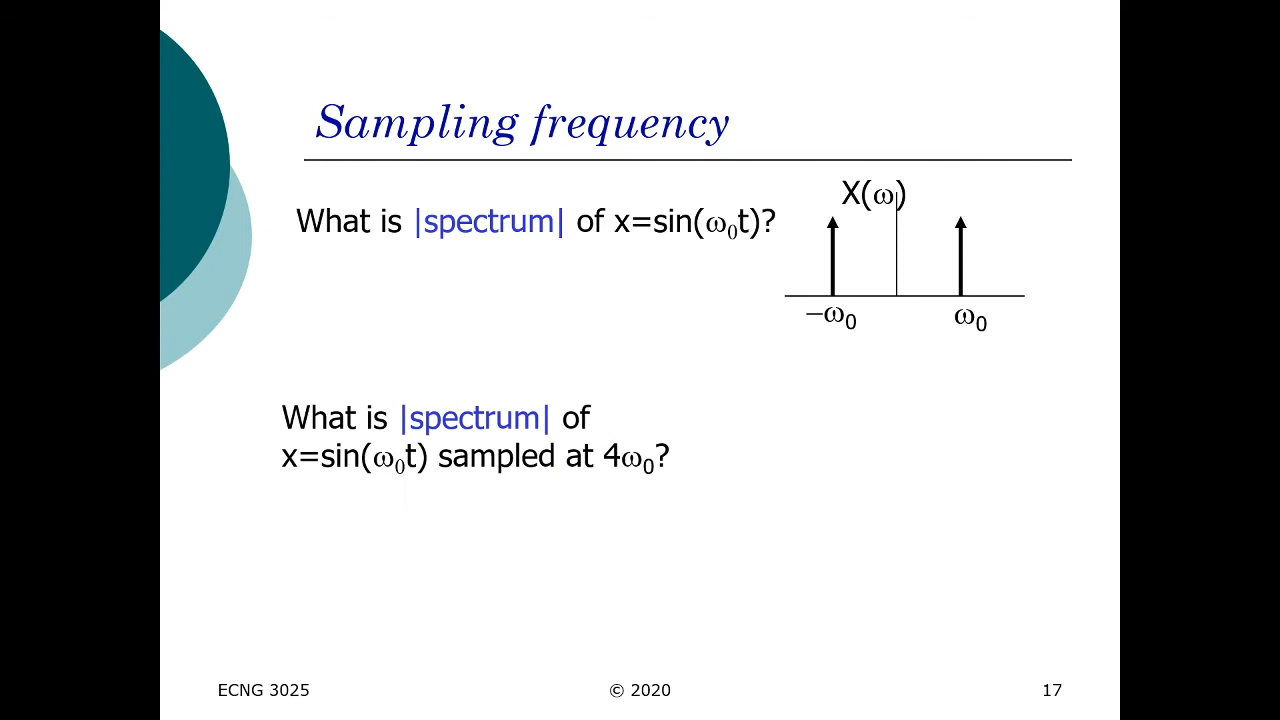 Sampling frequency
What is |spectrum| of x=sin(ω₀t)?
X(ω)
−ω₀
ω₀
What is |spectrum| of
x=sin(ω₀t) sampled at 4ω₀?
ECNG 3025
© 2020
17